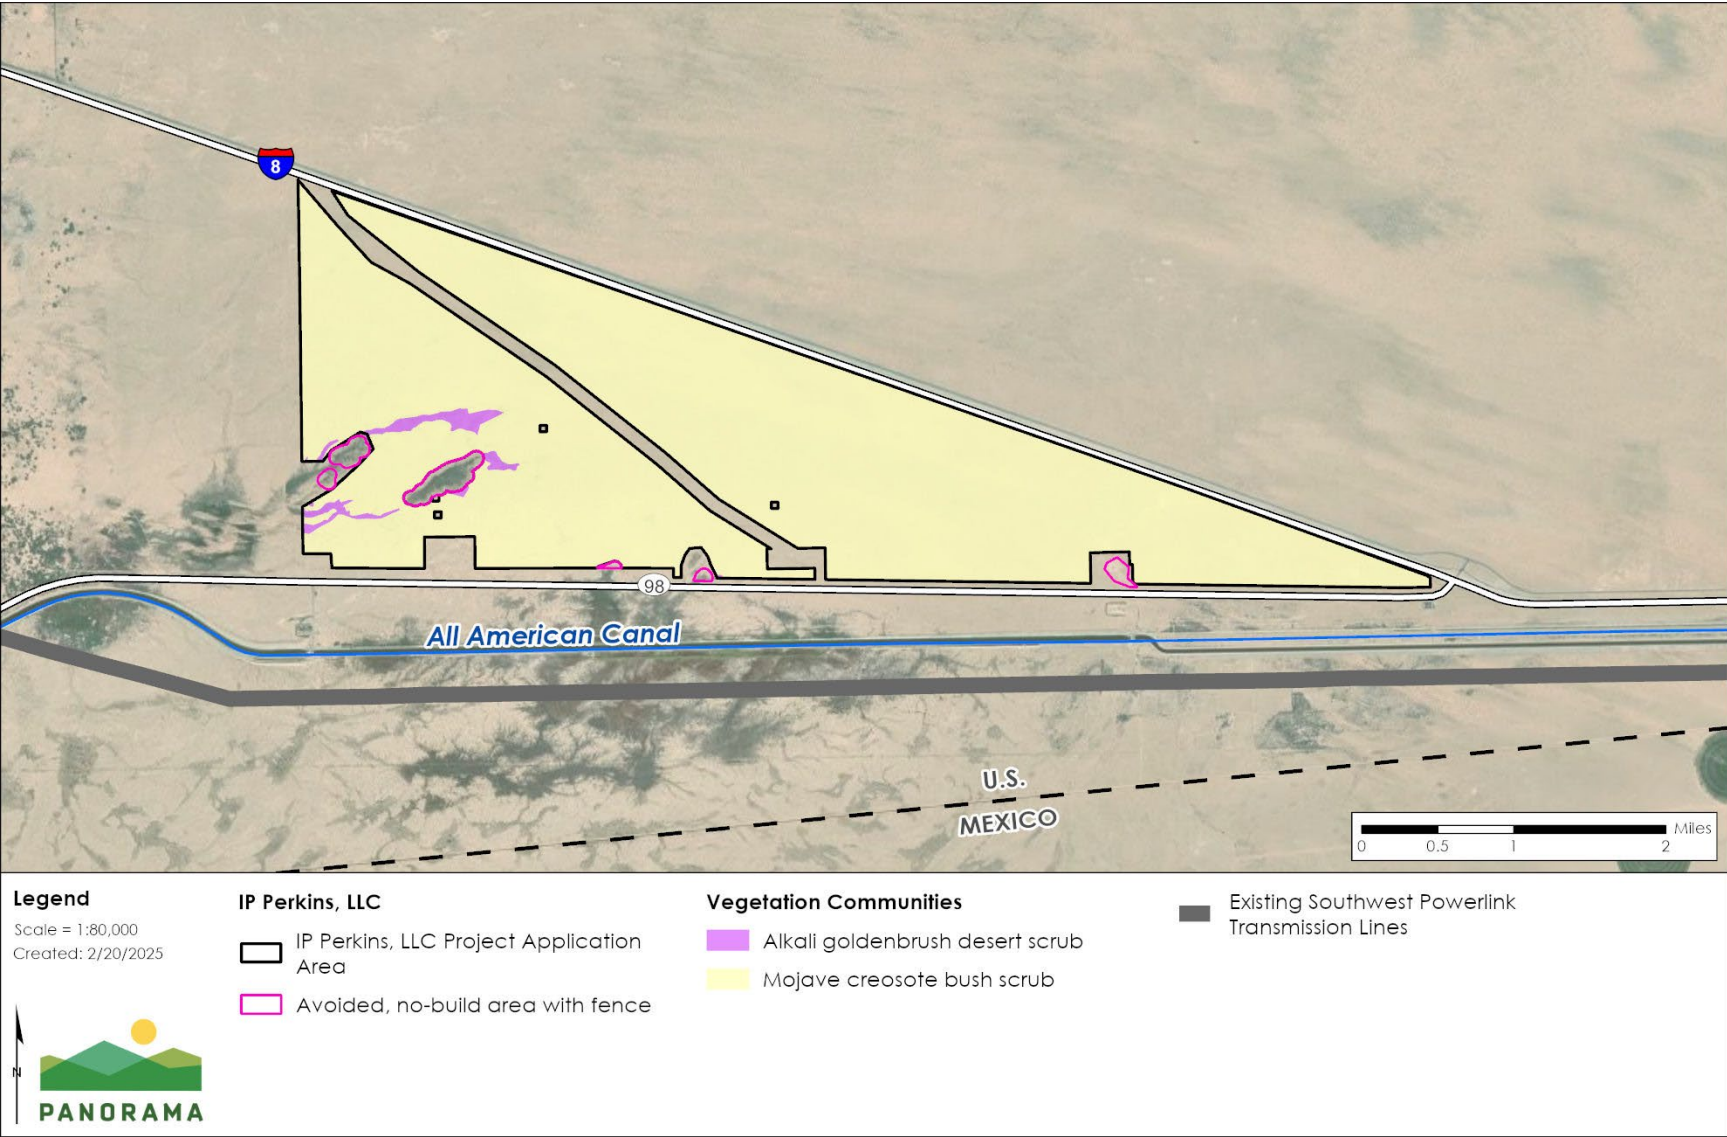 8
98
All American Canal
U.S.
MEXICO
Miles
0 0.5 1 2
Legend
Scale = 1:80,000
Created: 2/20/2025
N
PANORAMA
IP Perkins, LLC
IP Perkins, LLC Project Application
Area
Avoided, no-build area with fence
Vegetation Communities
Alkali goldenbrush desert scrub
Mojave creosote bush scrub
Existing Southwest Powerlink
Transmission Lines